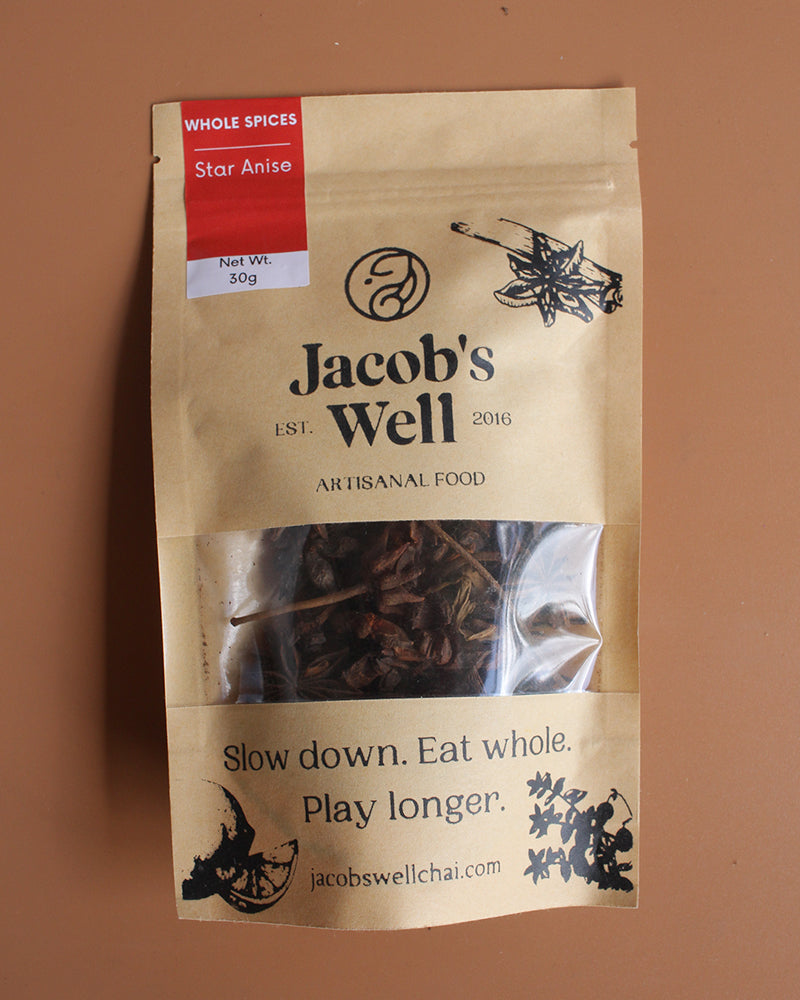 WHOLE SPICES
Star Anise
Net Wt.
30g
Jacob's
EST. Well 2016
ARTISANAL FOOD
Slow down. Eat whole.
Play longer.
jacobswellchai.com